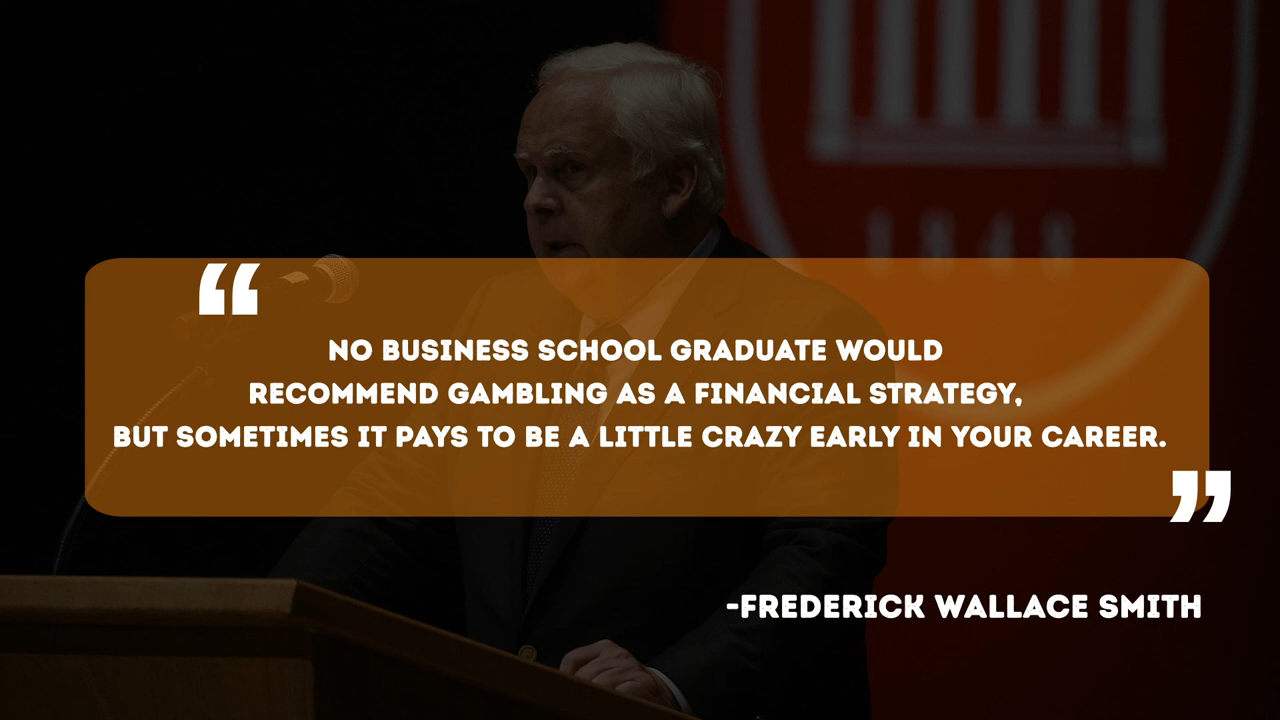 1848
“
NO BUSINESS SCHOOL GRADUATE WOULD
RECOMMEND GAMBLING AS A FINANCIAL STRATEGY,
BUT SOMETIMES IT PAYS TO BE A LITTLE CRAZY EARLY IN YOUR CAREER.
”
-FREDERICK WALLACE SMITH